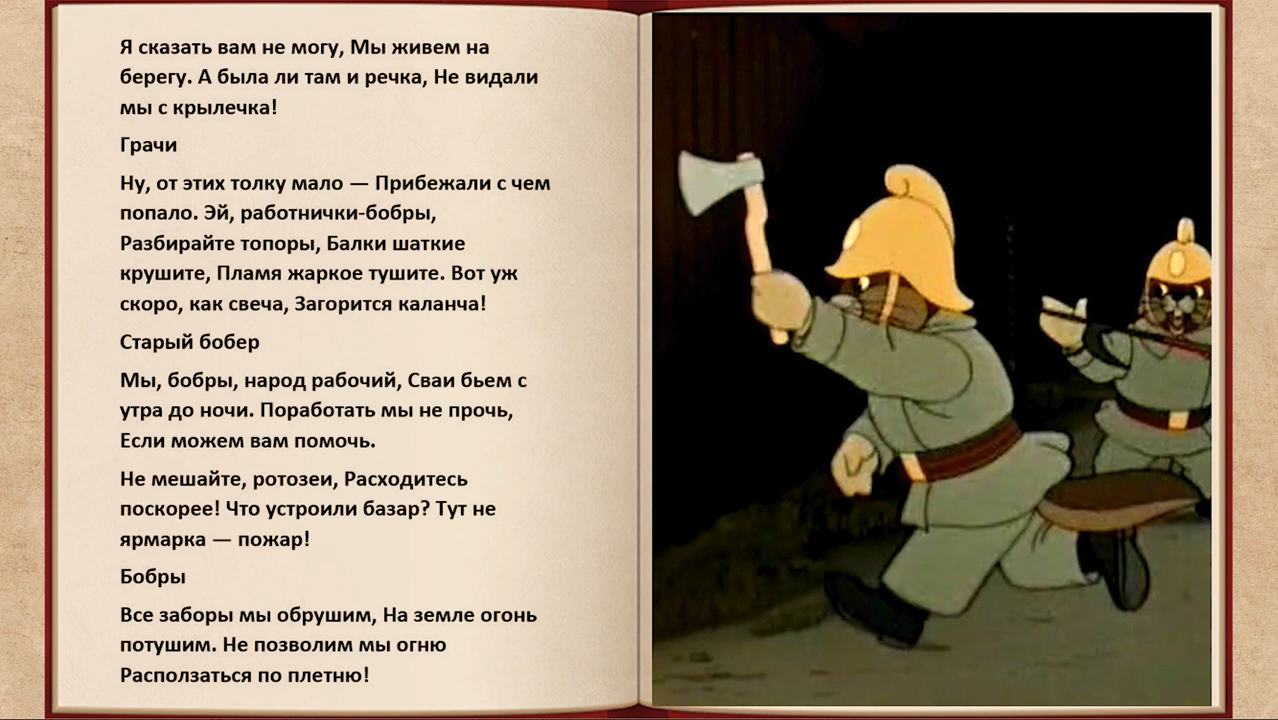 Я сказать вам не могу, Мы живем на
берегу. А была ли там и речка, Не видали
мы с крылечка!
Грачи
Ну, от этих толку мало — Прибежали с чем
попало. Эй, работнички-бобры,
Разбирайте топоры, Балки шаткие
крушите, Пламя жаркое тушите. Вот уж
скоро, как свеча, Загорится каланча!
Старый бобер
Мы, бобры, народ рабочий, Сваи бьем с
утра до ночи. Поработать мы не прочь,
Если можем вам помочь.
Не мешайте, ротозеи, Расходитесь
поскорее! Что устроили базар? Тут не
ярмарка — пожар!
Бобры
Все заборы мы обрушим, На земле огонь
потушим. Не позволим мы огню
Расползаться по плетню!